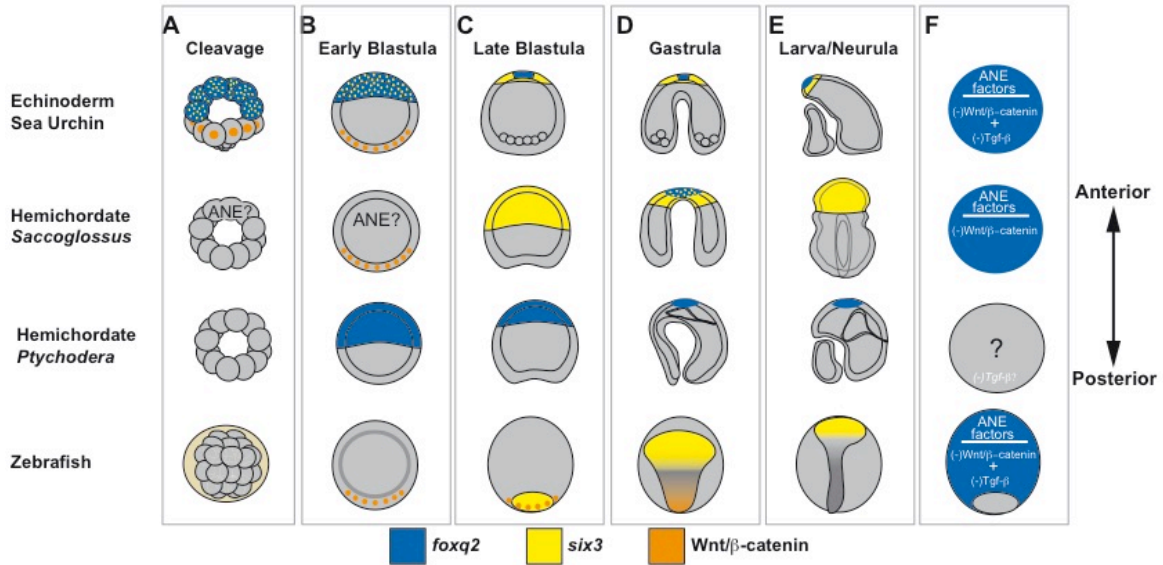 A B C D E F
Cleavage Early Blastula Late Blastula Gastrula Larva/Neurula
Echinoderm
Sea Urchin
ANE
factors
(-)Wnt/β-catenin
+
(-)Tgf-β
Hemichordate
Saccoglossus
ANE?
ANE?
ANE
factors
(-)Wnt/β-catenin
Anterior
Hemichordate
Ptychodera
?
(-)Tgf-β?
Posterior
Zebrafish
ANE
factors
(-)Wnt/β-catenin
+
(-)Tgf-β
foxq2 six3 Wnt/β-catenin